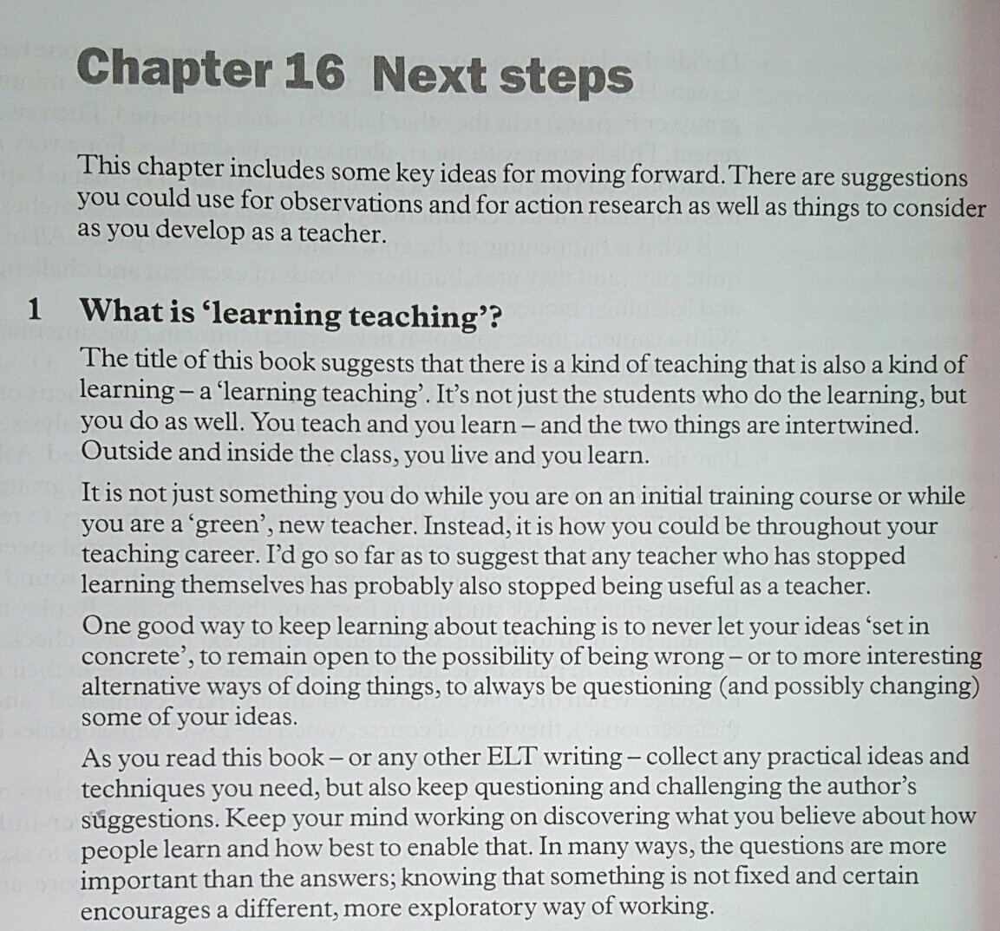 Chapter 16 Next steps
This chapter includes some key ideas for moving forward. There are suggestions
you could use for observations and for action research as well as things to consider
as you develop as a teacher.
1 What is ‘learning teaching’?
The title of this book suggests that there is a kind of teaching that is also a kind of
learning – a ‘learning teaching’. It’s not just the students who do the learning, but
you do as well. You teach and you learn – and the two things are intertwined.
Outside and inside the class, you live and you learn.
It is not just something you do while you are on an initial training course or while
you are a ‘green’, new teacher. Instead, it is how you could be throughout your
teaching career. I’d go so far as to suggest that any teacher who has stopped
learning themselves has probably also stopped being useful as a teacher.
One good way to keep learning about teaching is to never let your ideas ‘set in
concrete’, to remain open to the possibility of being wrong – or to more interesting
alternative ways of doing things, to always be questioning (and possibly changing)
some of your ideas.
As you read this book – or any other ELT writing – collect any practical ideas and
techniques you need, but also keep questioning and challenging the author’s
suggestions. Keep your mind working on discovering what you believe about how
people learn and how best to enable that. In many ways, the questions are more
important than the answers; knowing that something is not fixed and certain
encourages a different, more exploratory way of working.